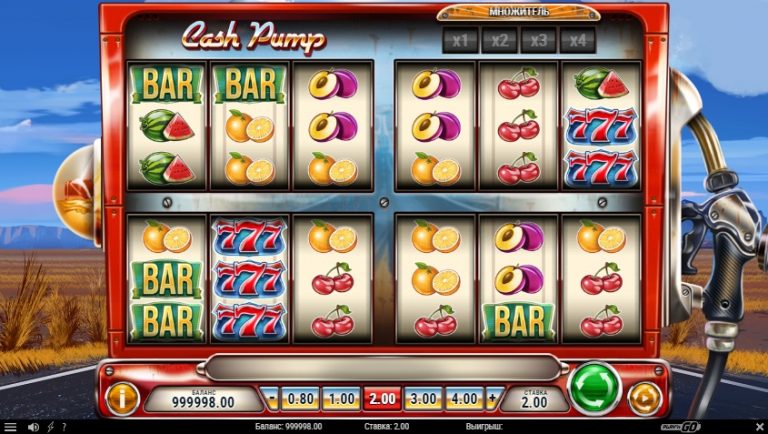 МНОЖИТЕЛЬ
Cash Pump
x1 x2 x3 x4
BAR BAR
777
777
777
BAR 777
BAR 777 BAR
БАЛАНС
999998.00
- 0.80 1.00 2.00 3.00 4.00 +
СТАВКА
2.00
Баланс: 999998.00 Ставка: 2.00 Выигрыш:
? PLAY'n GO